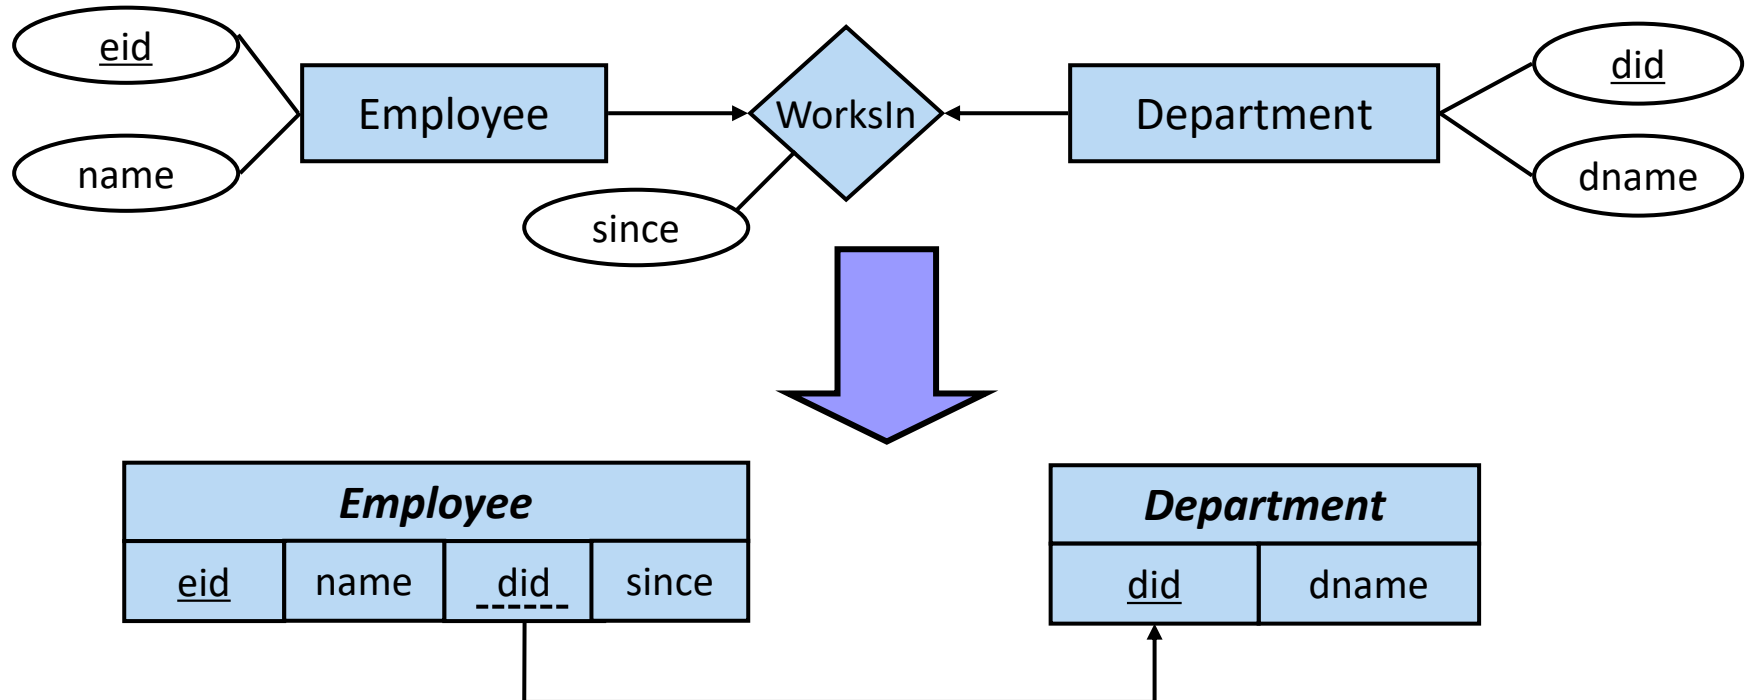 eid
name
Employee
WorksIn
since
Department
did
dname
Employee
eid name did since
Department
did dname